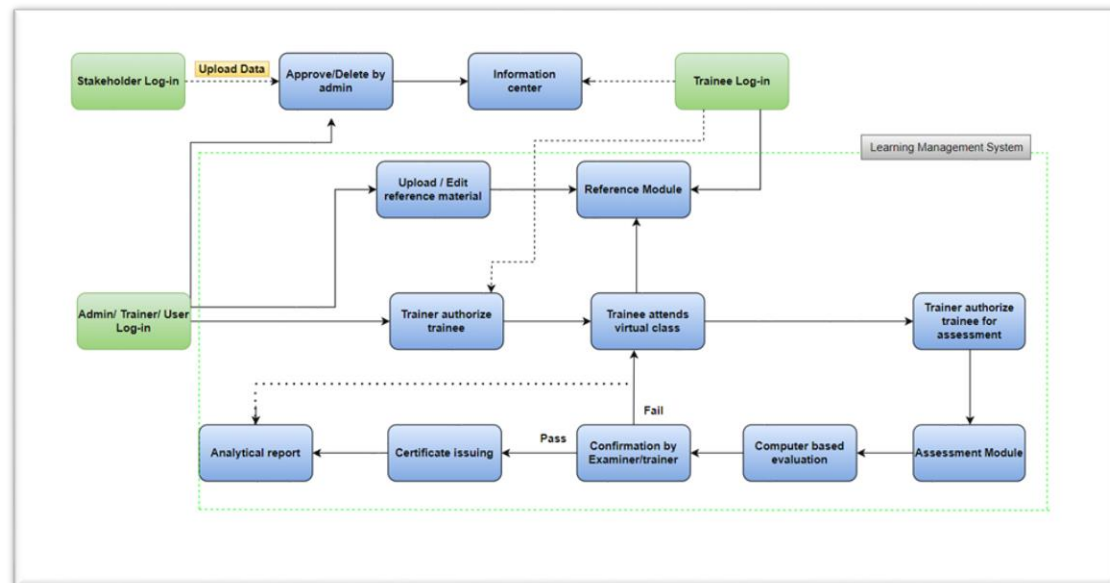 Stakeholder Log-in
Upload Data
Approve/Delete by
admin
Information
center
Trainee Log-in
Learning Management System
Upload / Edit
reference material
Reference Module
Admin/ Trainer/ User
Log-in
Trainer authorize
trainee
Trainee attends
virtual class
Trainer authorize
trainee for
assessment
Fail
Pass
Analytical report
Certificate issuing
Confirmation by
Examiner/trainer
Computer based
evaluation
Assessment Module